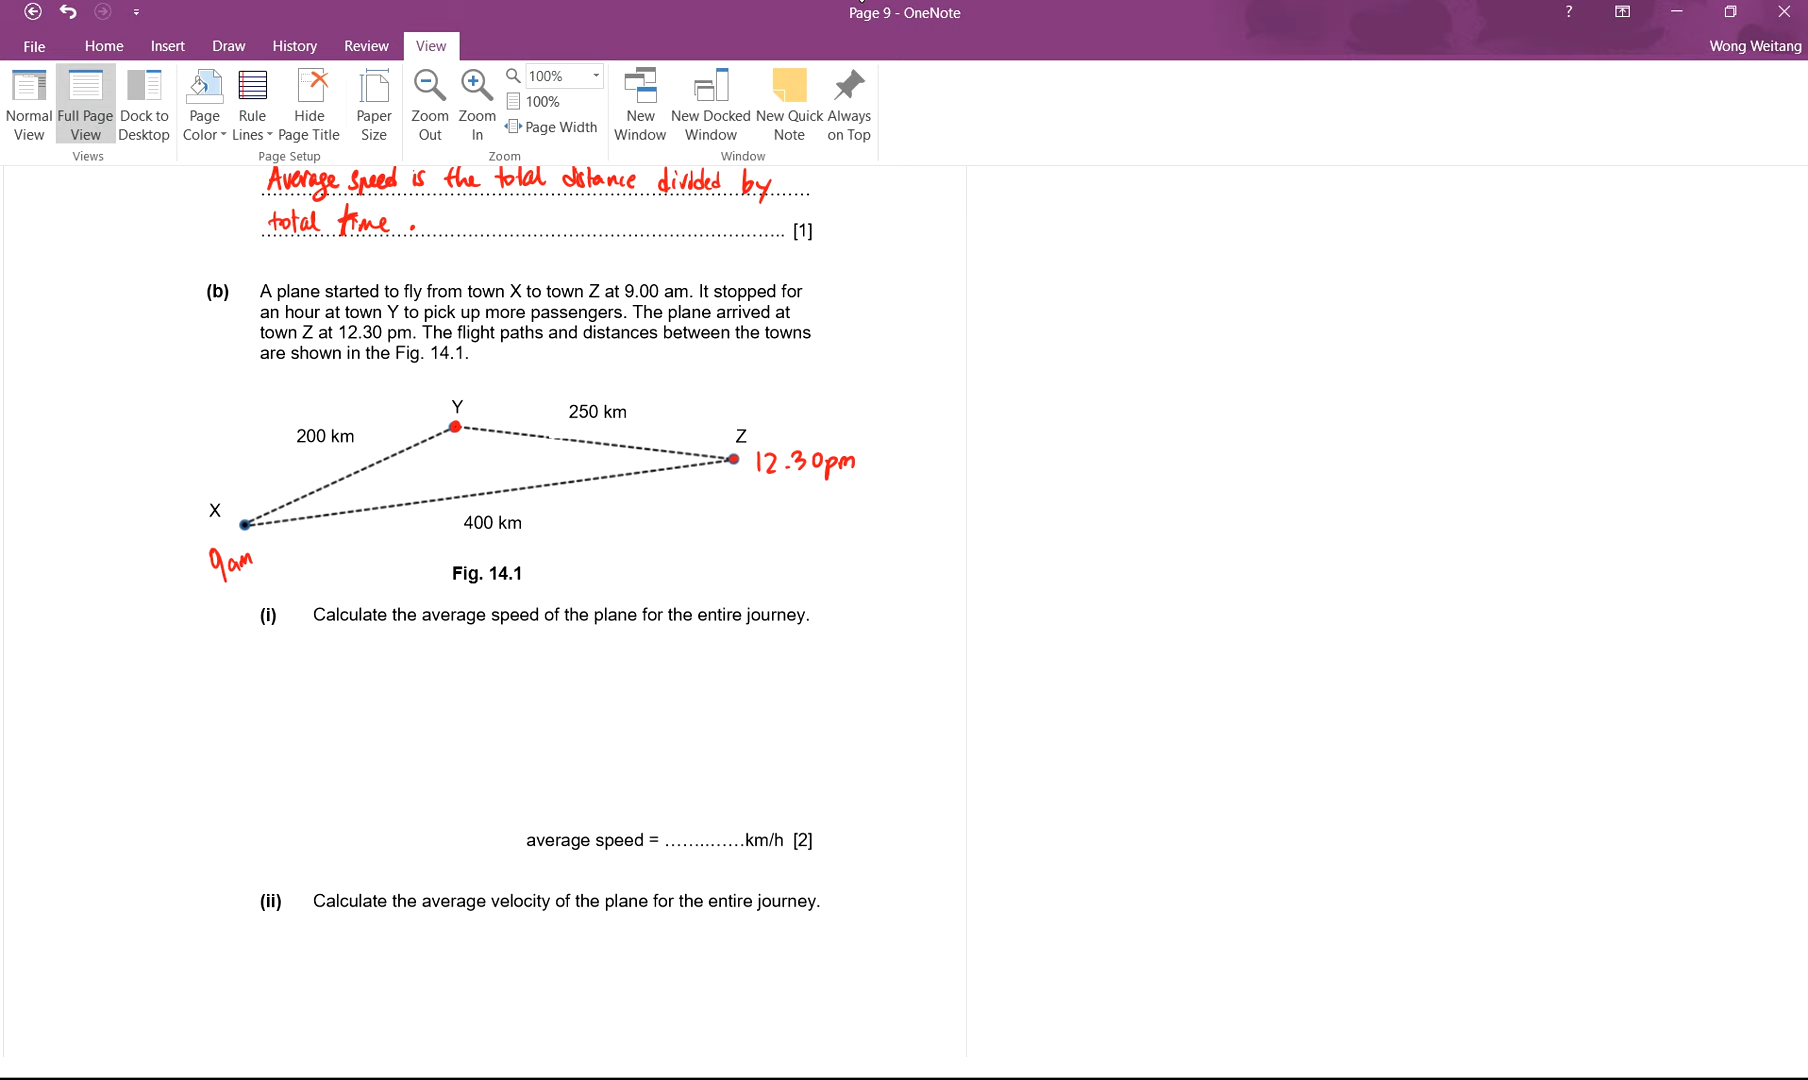 Page 9 - OneNote
?
File Home Insert Draw History Review View
Wong Weitang
Normal View
Full Page View
Dock to Desktop
Page Color
Rule Lines
Hide Page Title
Paper Size
Zoom Out
Zoom In
100%
100%
Page Width
New Window
New Docked Window
New Quick Note
Always on Top
Views
Page Setup
Zoom
Window
Average speed is the total distance divided by
total time. [1]
(b) A plane started to fly from town X to town Z at 9.00 am. It stopped for
an hour at town Y to pick up more passengers. The plane arrived at
town Z at 12.30 pm. The flight paths and distances between the towns
are shown in the Fig. 14.1.
Y
250 km
200 km
Z
12.30pm
X
400 km
9am
Fig. 14.1
(i) Calculate the average speed of the plane for the entire journey.
average speed = ……..……km/h [2]
(ii) Calculate the average velocity of the plane for the entire journey.